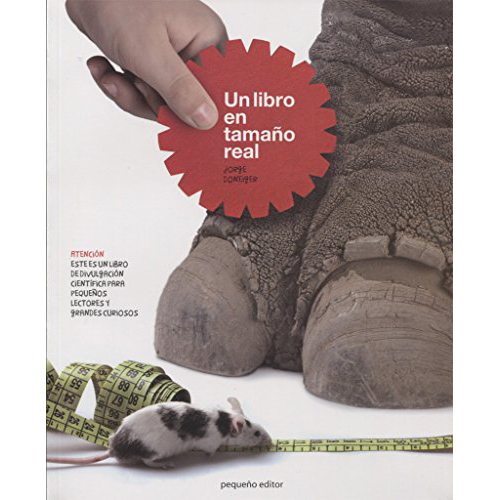 Un libro
en
tamaño
real
JORGE
DONEIGER
ATENCIÓN
ESTE ES UN LIBRO
DE DIVULGACIÓN
CIENTÍFICA PARA
PEQUEÑOS
LECTORES Y
GRANDES CURIOSOS
pequeño editor